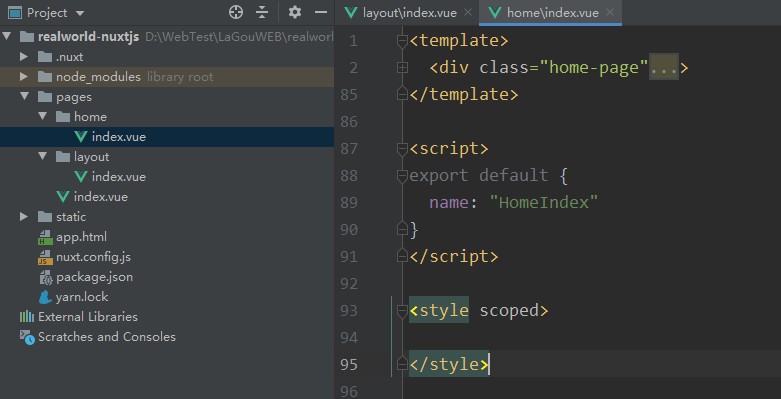 Project
layout\index.vue
home\index.vue
realworld-nuxtjs D:\WebTest\LaGouWEB\realworl
.nuxt
node_modules library root
pages
home
index.vue
layout
index.vue
index.vue
static
app.html
nuxt.config.js
package.json
yarn.lock
External Libraries
Scratches and Consoles
1 <template>
2 <div class="home-page"...>
85 </template>
86
87 <script>
88 export default {
89 name: "HomeIndex"
90 }
91 </script>
92
93 <style scoped>
94
95 </style>
96